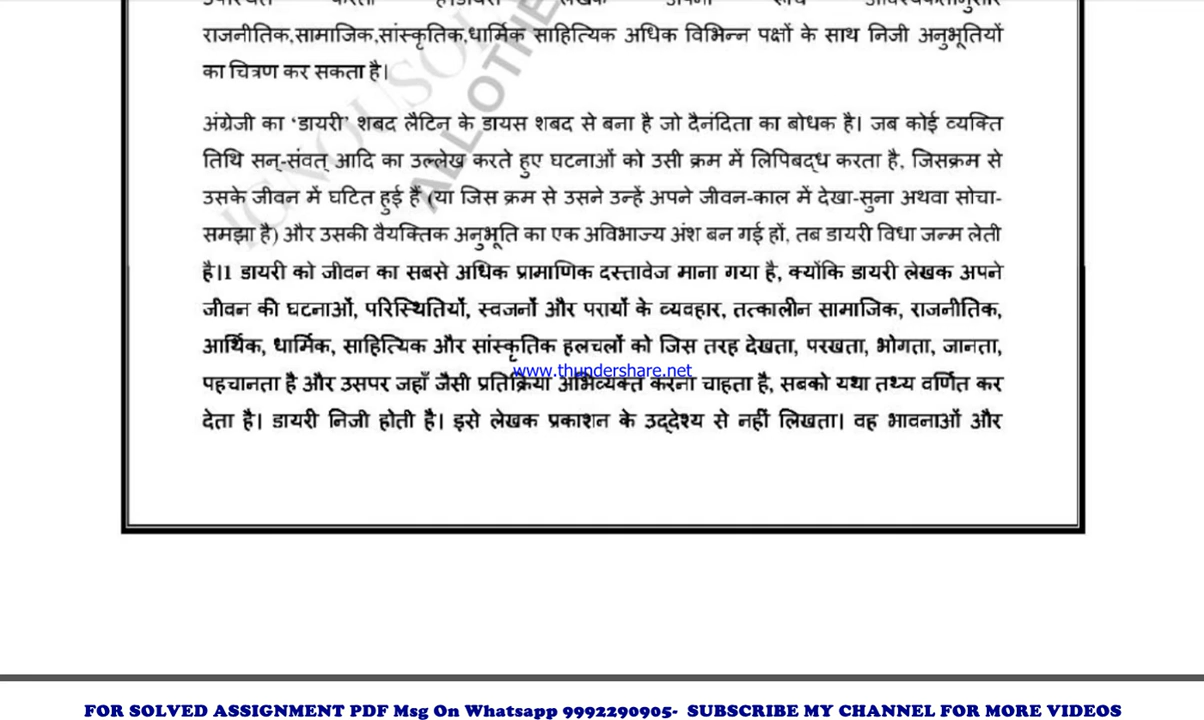 राजनीतिक,सामाजिक,सांस्कृतिक,धार्मिक साहित्यिक अधिक विभिन्न पक्षों के साथ निजी अनुभूतियों
का चित्रण कर सकता है।
अंग्रेजी का 'डायरी' शबद लैटिन के डायस शबद से बना है जो दैनंदिता का बोधक है। जब कोई व्यक्ति
तिथि सन्-संवत् आदि का उल्लेख करते हुए घटनाओं को उसी क्रम में लिपिबद्ध करता है, जिसक्रम से
उसके जीवन में घटित हुई हैं (या जिस क्रम से उसने उन्हें अपने जीवन-काल में देखा-सुना अथवा सोचा-
समझा है) और उसकी वैयक्तिक अनुभूति का एक अविभाज्य अंश बन गई हों, तब डायरी विधा जन्म लेती
है।1 डायरी को जीवन का सबसे अधिक प्रामाणिक दस्तावेज माना गया है, क्योंकि डायरी लेखक अपने
जीवन की घटनाओं, परिस्थितियों, स्वजनों और परायों के व्यवहार, तत्कालीन सामाजिक, राजनीतिक,
आर्थिक, धार्मिक, साहित्यिक और सांस्कृतिक हलचलों को जिस तरह देखता, परखता, भोगता, जानता,
www.thundershare.net
पहचानता है और उसपर जहाँ जैसी प्रतिक्रिया अभिव्यक्त करना चाहता है, सबको यथा तथ्य वर्णित कर
देता है। डायरी निजी होती है। इसे लेखक प्रकाशन के उद्देश्य से नहीं लिखता। वह भावनाओं और
FOR SOLVED ASSIGNMENT PDF Msg On Whatsapp 9992290905- SUBSCRIBE MY CHANNEL FOR MORE VIDEOS